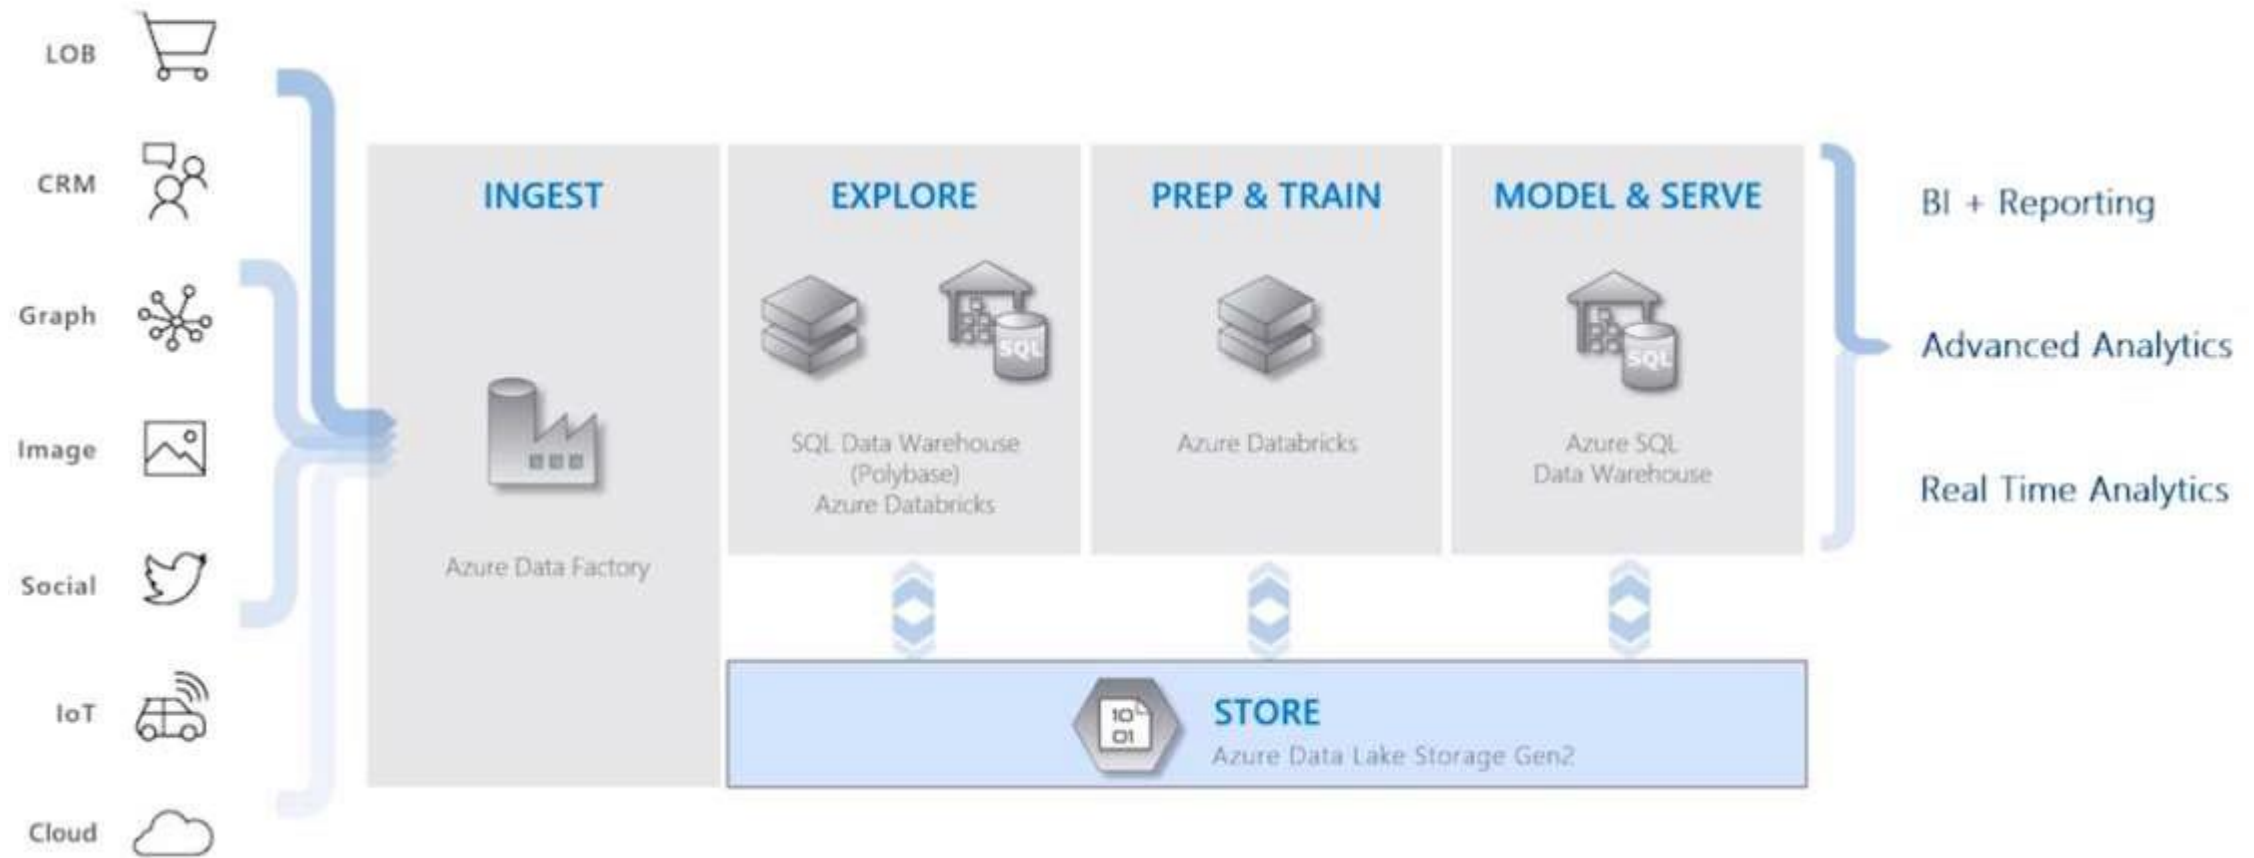 LOB
CRM
Graph
Image
Social
IoT
Cloud
INGEST
Azure Data Factory
EXPLORE
SQL
SQL Data Warehouse
(Polybase)
Azure Databricks
PREP & TRAIN
Azure Databricks
MODEL & SERVE
SQL
Azure SQL
Data Warehouse
10
01
STORE
Azure Data Lake Storage Gen2
BI + Reporting
Advanced Analytics
Real Time Analytics